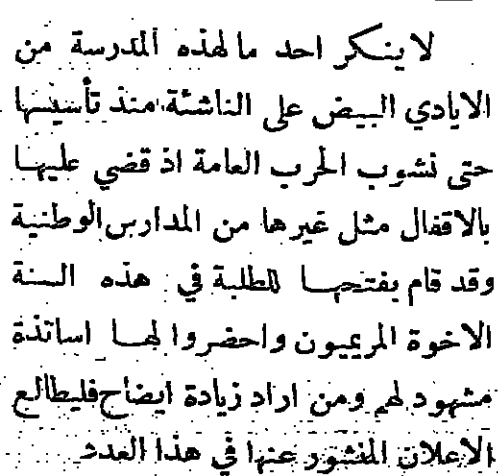 لا ينكر احد ما لهذه المدرسة من
الايادي البيض على الناشئة منذ تأسيسها
حتى نشوب الحرب العامة اذ قضي عليها
بالاقفال مثل غيرها من المدارس الوطنية
وقد قام بفتحها للطلبة في هذه السنة
الاخوة المريميون واحضروا لها اساتذة
مشهود لهم ومن اراد زيادة ايضاح فليطالع
الاعلان المنشور عنها في هذا العدد